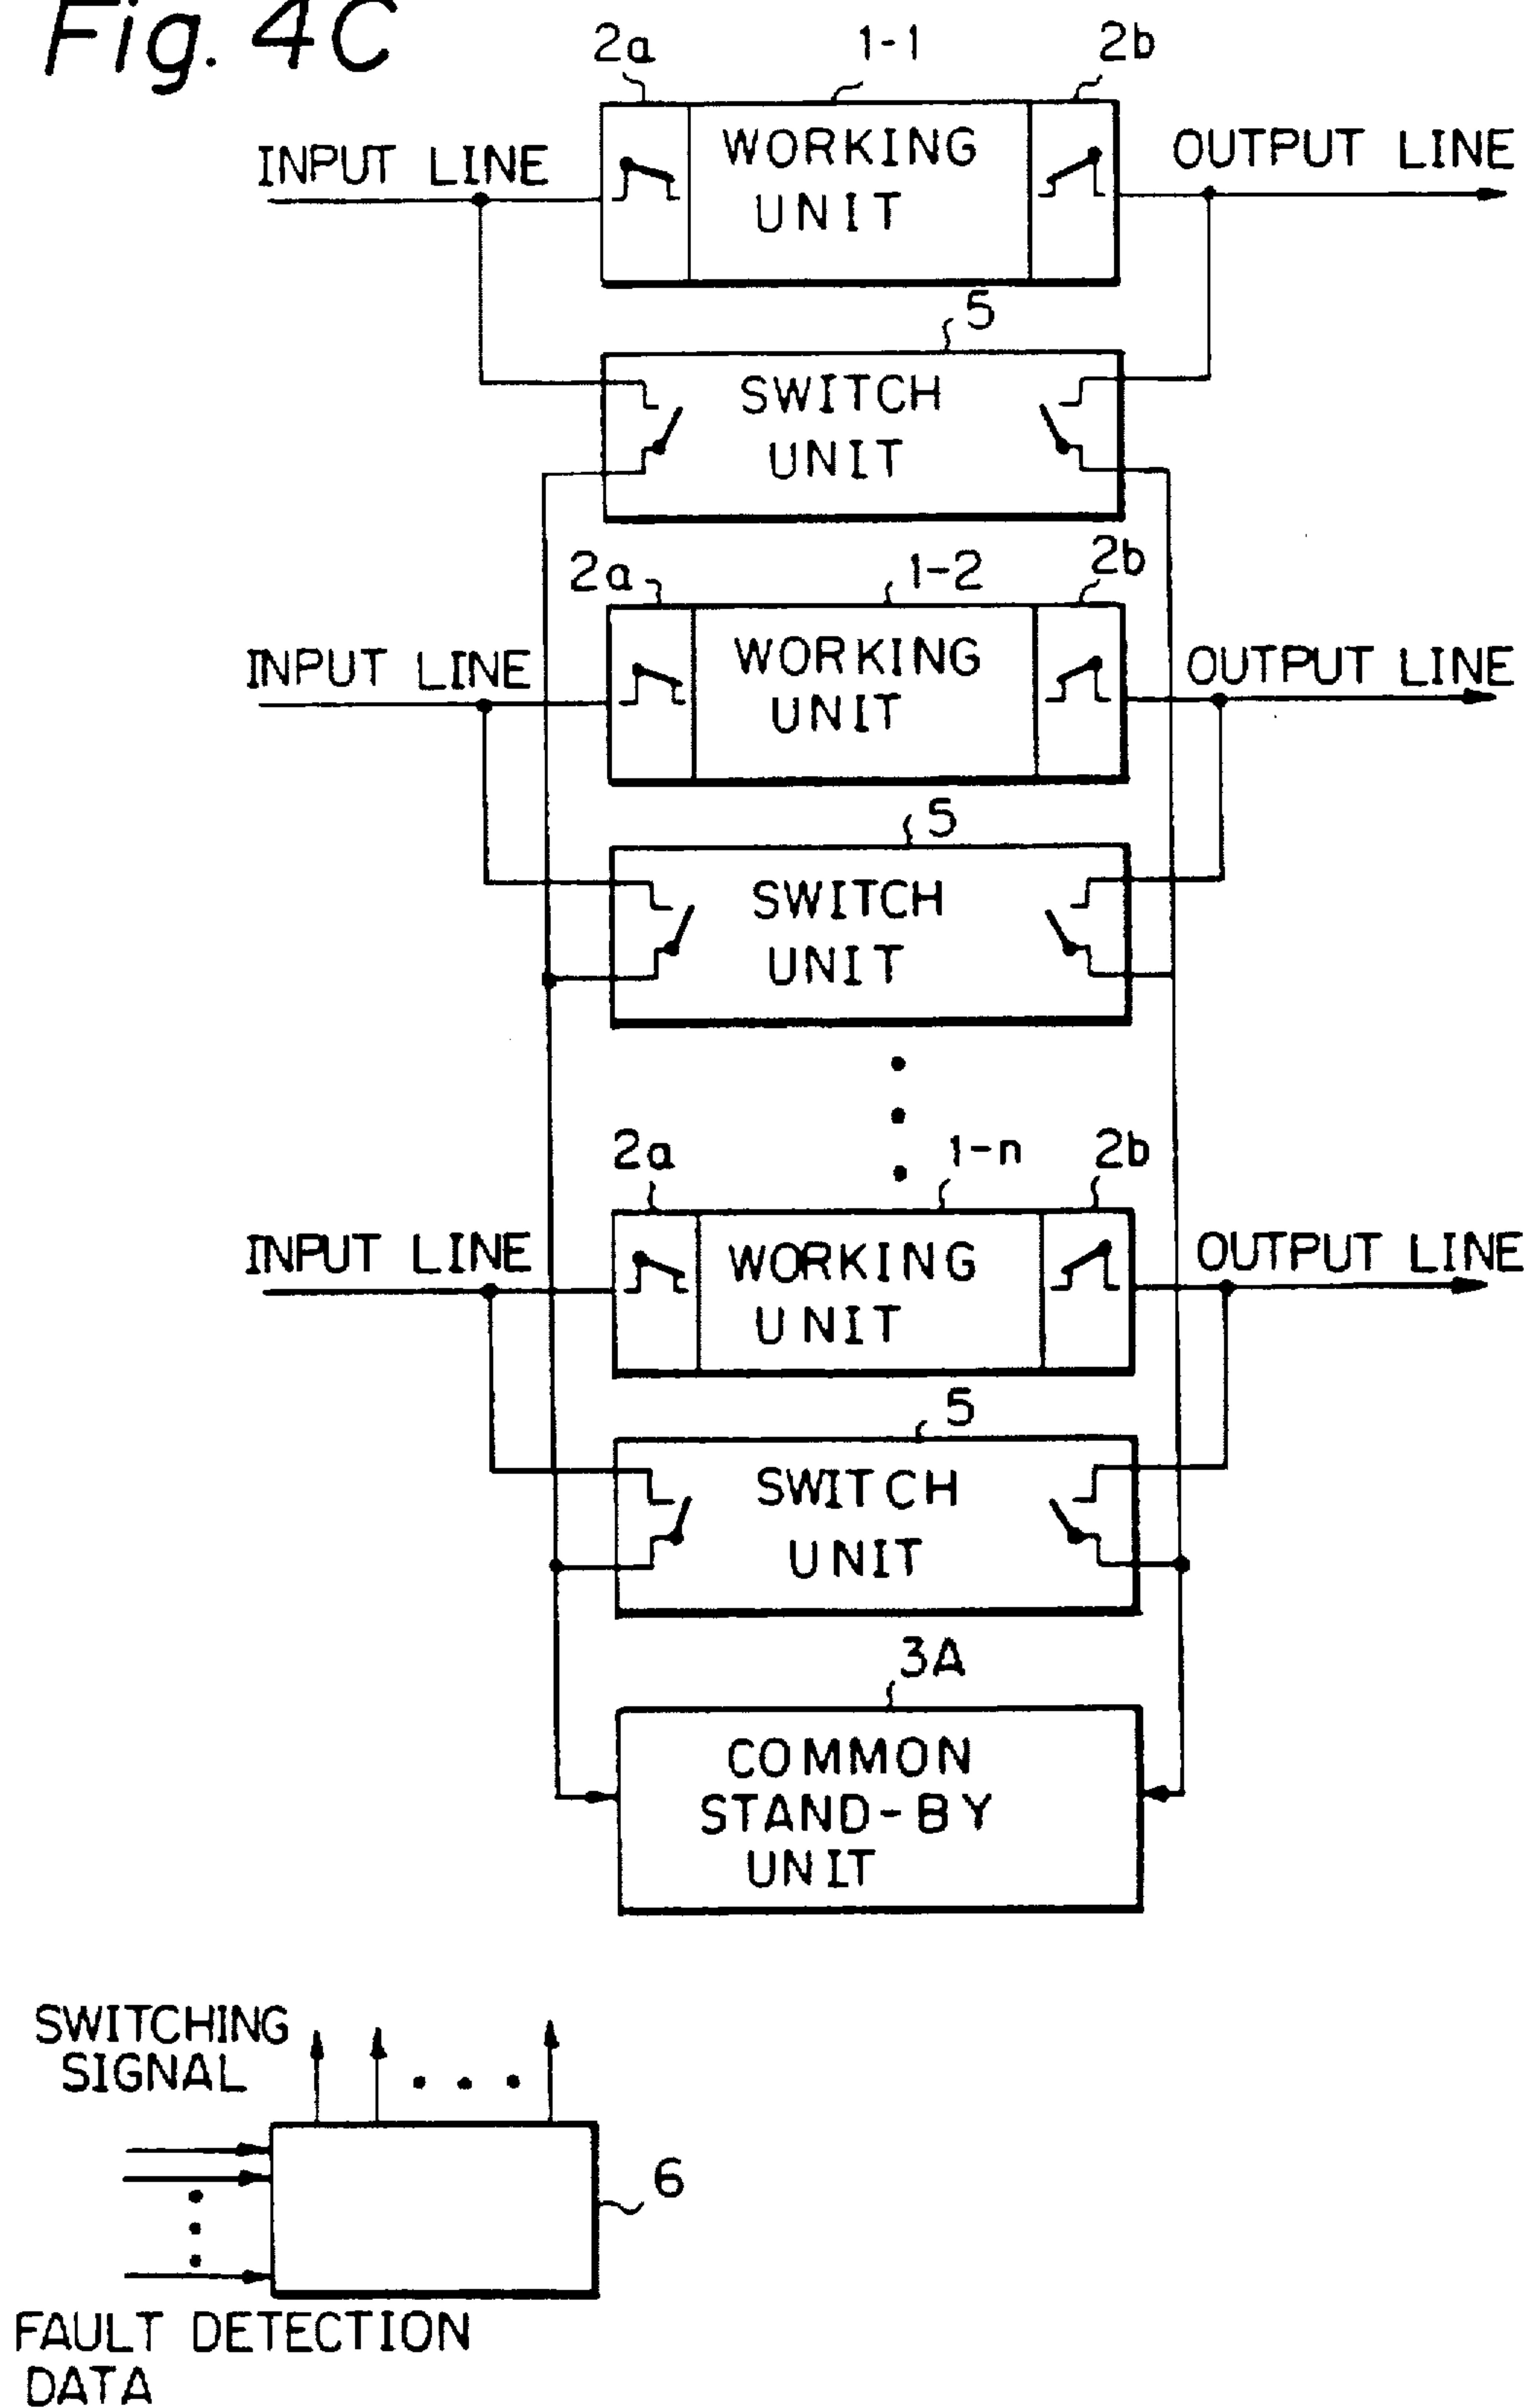 Fig. 4C
2a 1-1 2b
INPUT LINE
WORKING
UNIT
OUTPUT LINE
5
SWITCH
UNIT
2a 1-2 2b
INPUT LINE
WORKING
UNIT
OUTPUT LINE
5
SWITCH
UNIT
2a 1-n 2b
INPUT LINE
WORKING
UNIT
OUTPUT LINE
5
SWITCH
UNIT
3A
COMMON
STAND-BY
UNIT
SWITCHING
SIGNAL
6
FAULT DETECTION
DATA